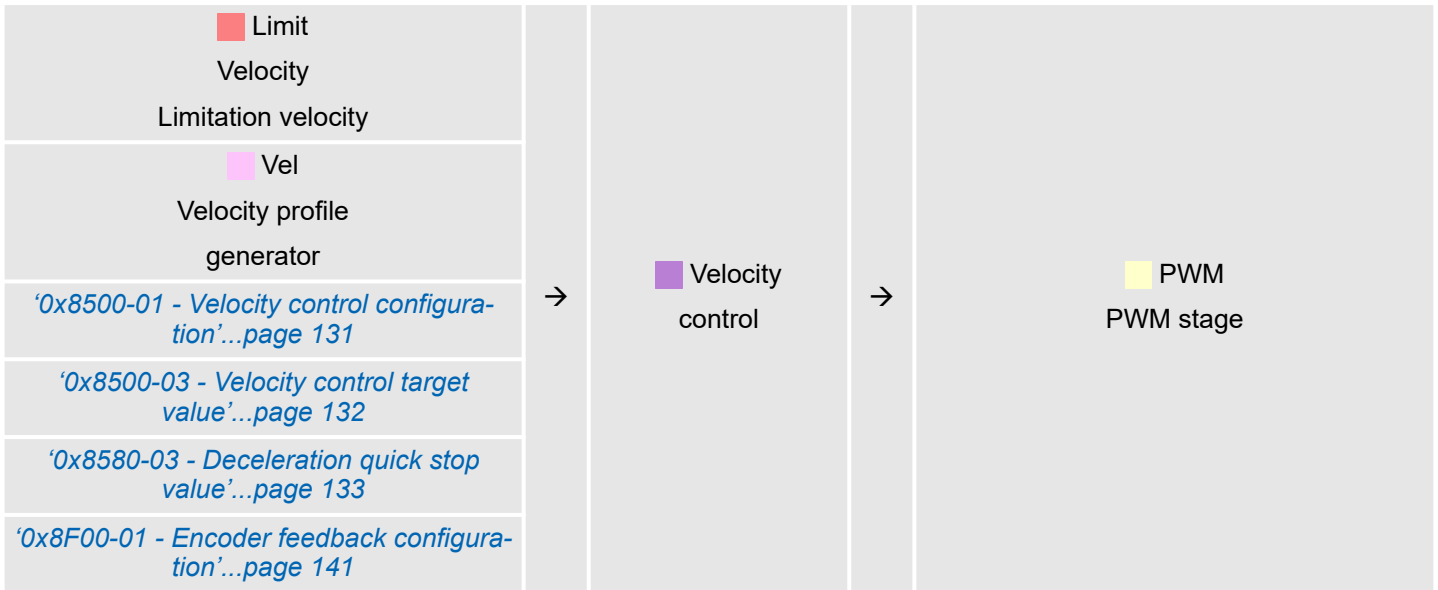 Limit
Velocity
Limitation velocity
Vel
Velocity profile
generator
‘0x8500-01 - Velocity control configura-
tion’...page 131
‘0x8500-03 - Velocity control target
value’...page 132
‘0x8580-03 - Deceleration quick stop
value’...page 133
‘0x8F00-01 - Encoder feedback configura-
tion’...page 141
→
Velocity
control
→
PWM
PWM stage